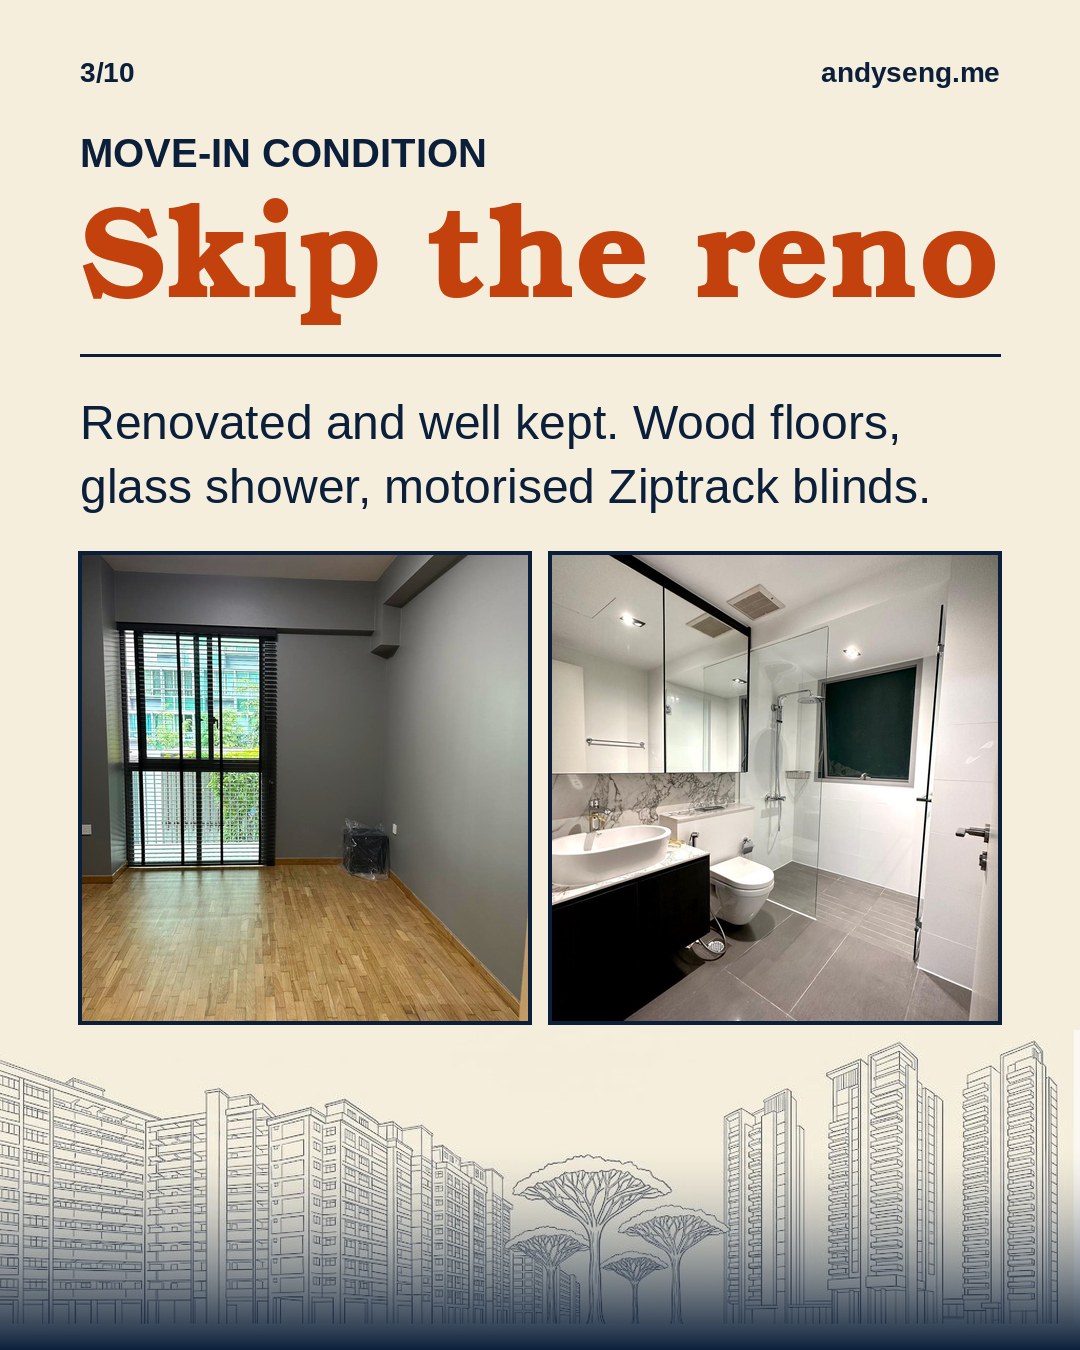 3/10
andyseng.me
MOVE-IN CONDITION
Skip the reno
Renovated and well kept. Wood floors,
glass shower, motorised Ziptrack blinds.